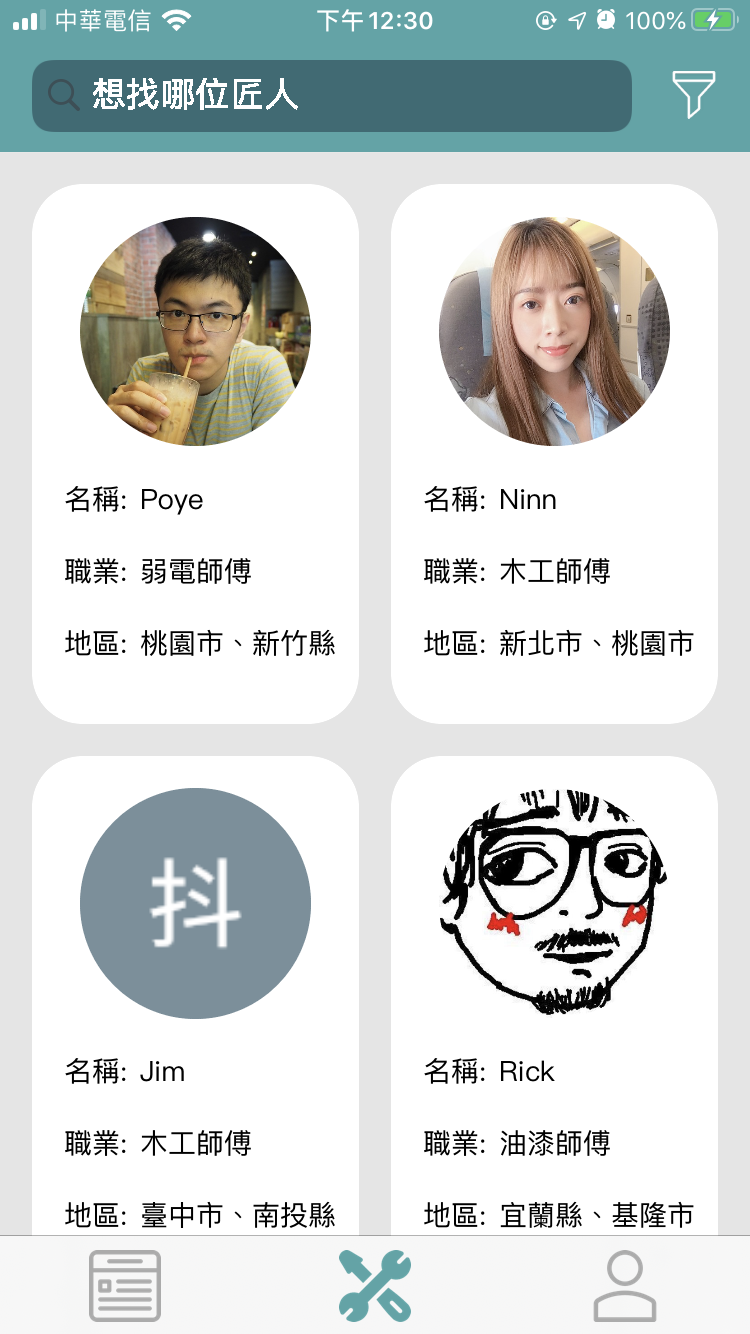 中華電信 下午12:30 100%
想找哪位匠人
名稱: Poye
職業: 弱電師傅
地區: 桃園市、新竹縣
名稱: Ninn
職業: 木工師傅
地區: 新北市、桃園市
抖
名稱: Jim
職業: 木工師傅
地區: 臺中市、南投縣
名稱: Rick
職業: 油漆師傅
地區: 宜蘭縣、基隆市